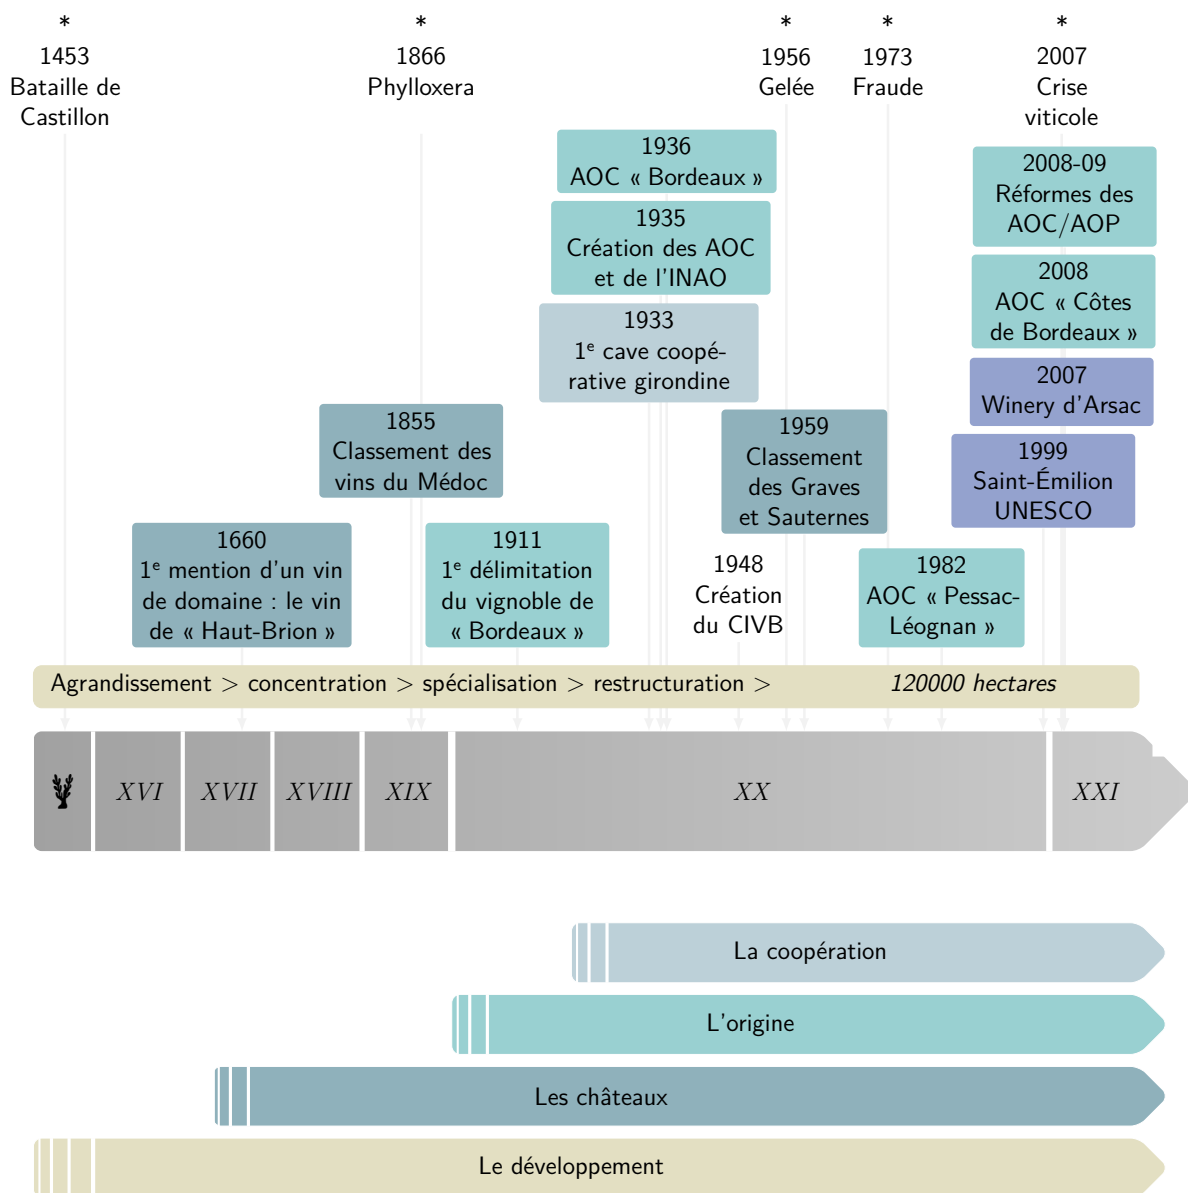 *
1453
Bataille de
Castillon
*
1866
Phylloxera
*
1956
Gelée
*
1973
Fraude
*
2007
Crise
viticole
1936
AOC « Bordeaux »
1935
Création des AOC
et de l'INAO
1933
1ᵉ cave coopé-
rative girondine
2008-09
Réformes des
AOC/AOP
2008
AOC « Côtes
de Bordeaux »
2007
Winery d'Arsac
1999
Saint-Émilion
UNESCO
1855
Classement des
vins du Médoc
1959
Classement
des Graves
et Sauternes
1660
1ᵉ mention d'un vin
de domaine : le vin
de « Haut-Brion »
1911
1ᵉ délimitation
du vignoble de
« Bordeaux »
1948
Création
du CIVB
1982
AOC « Pessac-
Léognan »
Agrandissement > concentration > spécialisation > restructuration > 120000 hectares
XVI XVII XVIII XIX XX XXI
La coopération
L'origine
Les châteaux
Le développement